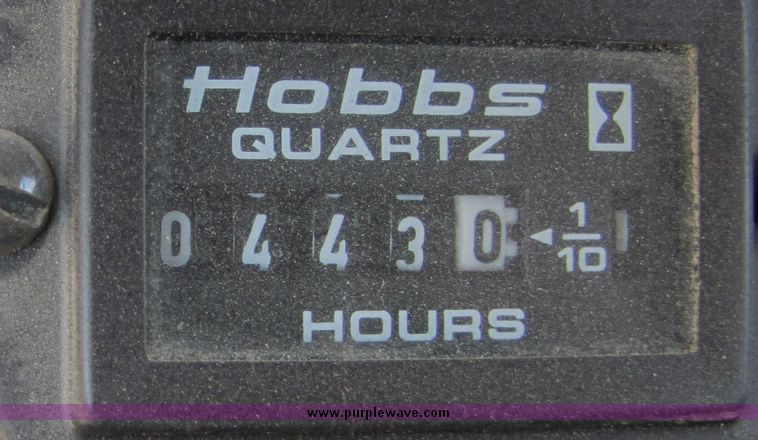 Hobbs
QUARTZ
0 4 4 3 0 ◄ 1/10
HOURS
www.purplewave.com